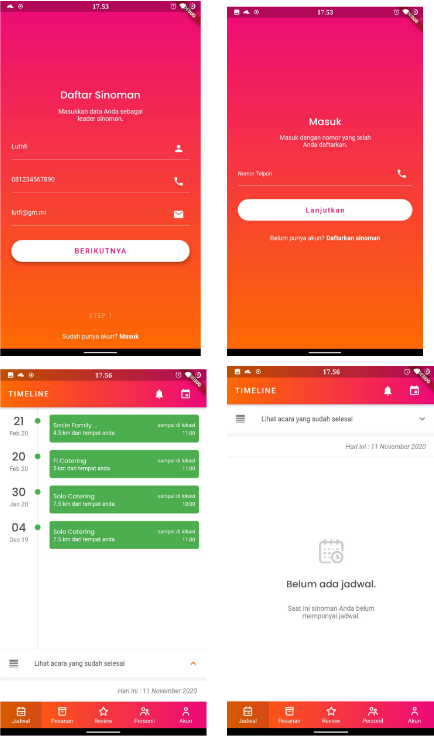 17.53
Daftar Sinoman
Masukkan data Anda sebagai
leader sinoman.
Luthfi
081234567890
lutfi@gm.ml
BERIKUTNYA
STEP 1
Sudah punya akun? Masuk
17.53
Masuk
Masuk dengan nomor yang telah
Anda daftarkan.
Nomor Telpon
Lanjutkan
Belum punya akun? Daftarkan sinoman
17.56
TIMELINE
21
Feb 20
Smile Family...
sampai di lokasi
4.5 km dari tempat anda
11:00
20
Feb 20
Fi Catering
sampai di lokasi
5 km dari tempat anda
11:00
30
Jan 20
Solo Catering
sampai di lokasi
7.5 km dari tempat anda
10:00
04
Dec 19
Solo Catering
sampai di lokasi
7.5 km dari tempat anda
11:00
Lihat acara yang sudah selesai
Hari ini : 11 November 2020
Jadwal Pesanan Review Personil Akun
17.56
TIMELINE
Lihat acara yang sudah selesai
Hari ini : 11 November 2020
Belum ada jadwal.
Saat ini sinoman Anda belum
mempunyai jadwal.
Jadwal Pesanan Review Personil Akun